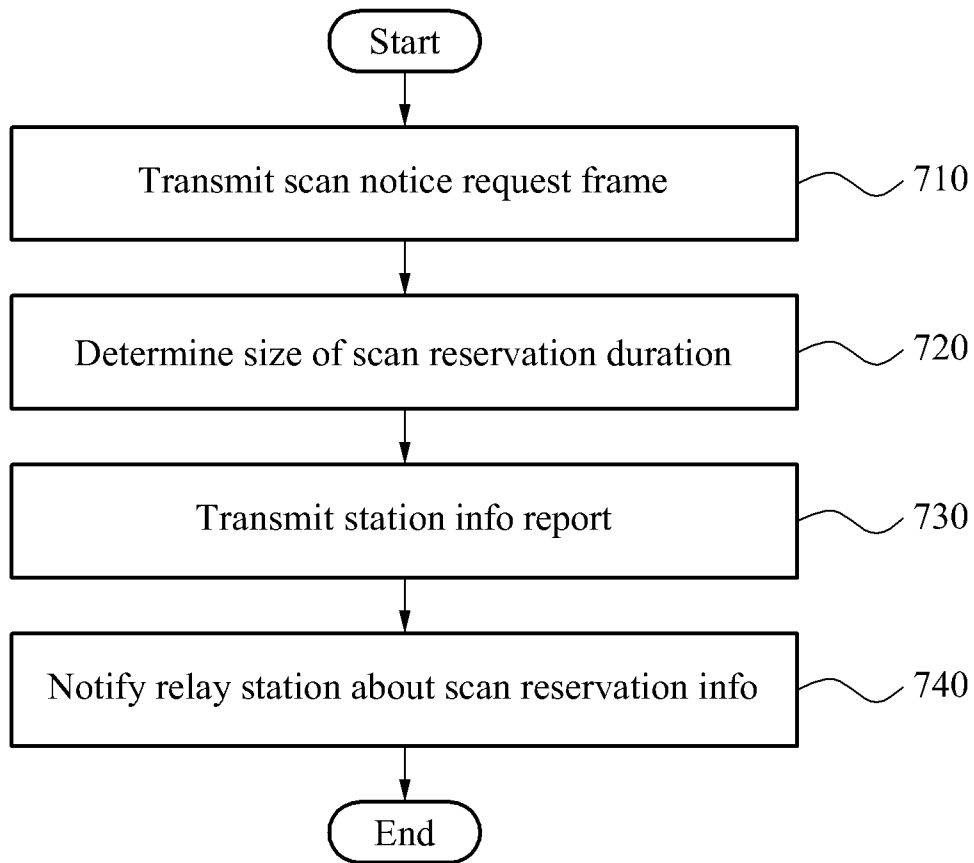 Start
Transmit scan notice request frame
710
Determine size of scan reservation duration
720
Transmit station info report
730
Notify relay station about scan reservation info
740
End